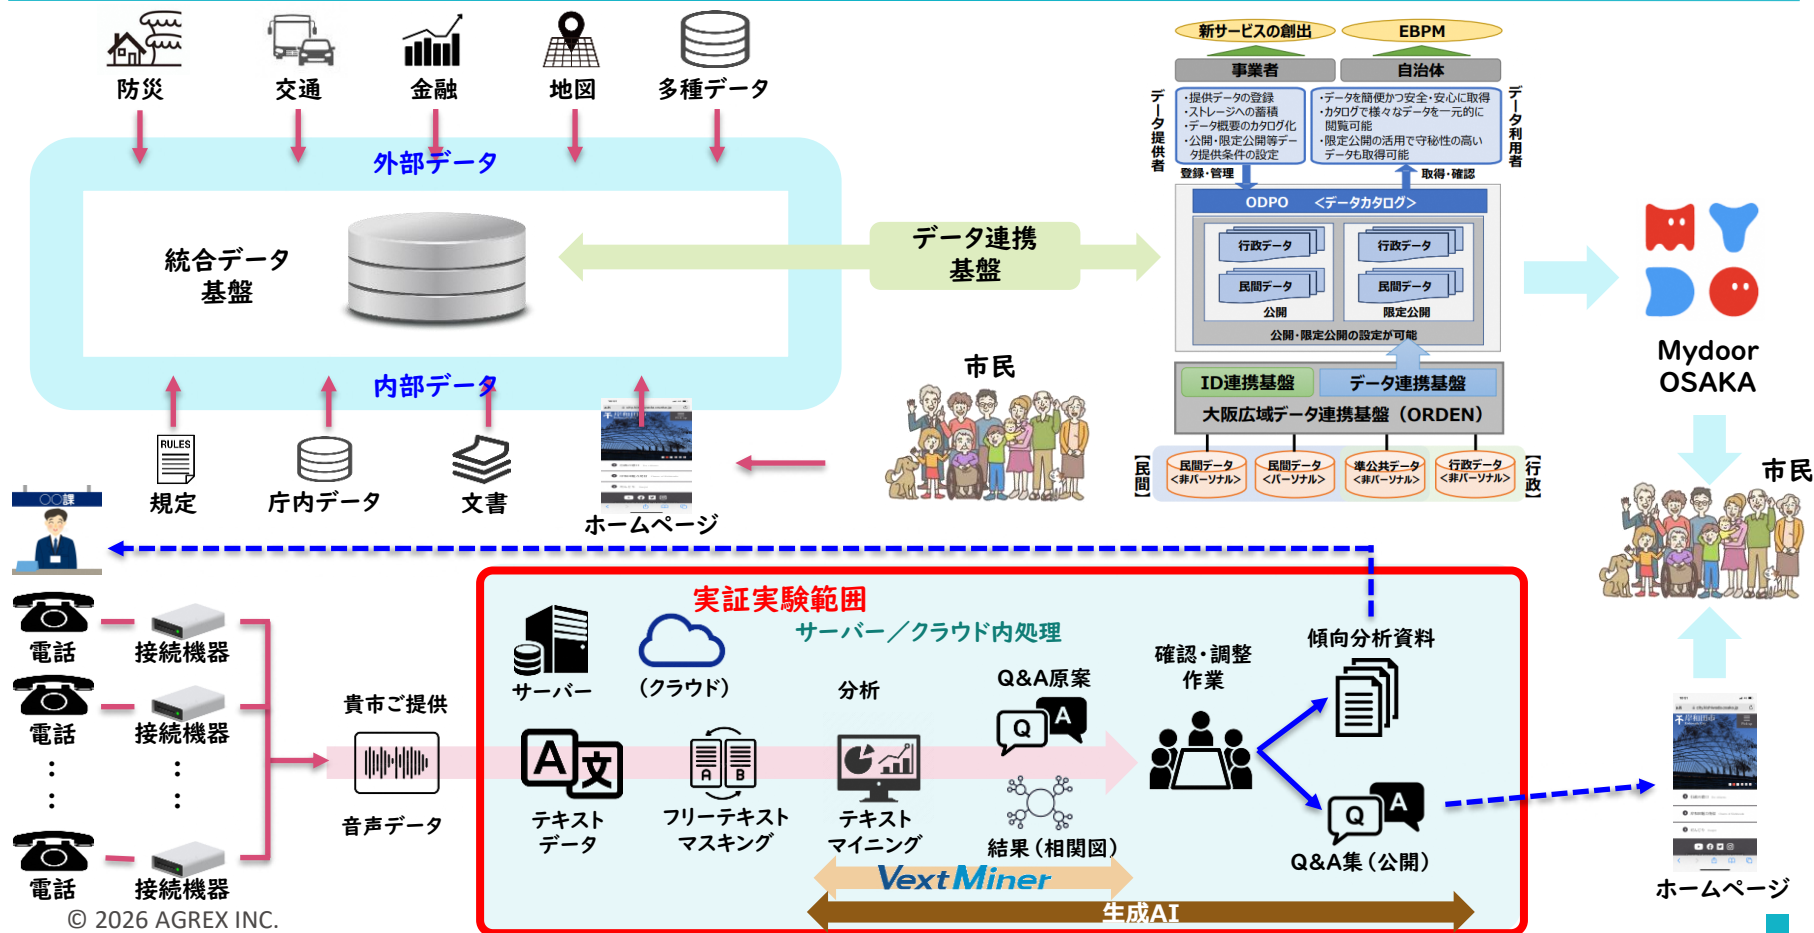 防災
交通
金融
地図
多種データ
外部データ
統合データ
基盤
内部データ
データ連携
基盤
規定
RULES
庁内データ
文書
ホームページ
市民
新サービスの創出
EBPM
事業者
自治体
データ提供者
・提供データの登録
・ストレージへの蓄積
・データ概要のカタログ化
・公開・限定公開等デー
タ提供条件の設定
・データを簡便かつ安全・安心に取得
・カタログで様々なデータを一元的に
閲覧可能
・限定公開の活用で守秘性の高い
データも取得可能
データ利用者
登録・管理
取得・確認
ODPO <データカタログ>
行政データ
行政データ
民間データ
民間データ
公開
限定公開
公開・限定公開の設定が可能
ID連携基盤
データ連携基盤
大阪広域データ連携基盤（ORDEN）
【民間】
民間データ
<非パーソナル>
民間データ
<パーソナル>
準公共データ
<非パーソナル>
行政データ
<非パーソナル>
【行政】
Mydoor
OSAKA
市民
〇〇課
電話
接続機器
電話
接続機器
電話
接続機器
貴市ご提供
音声データ
実証実験範囲
サーバー／クラウド内処理
サーバー
（クラウド）
分析
Q&A原案
Q
A
確認・調整
作業
傾向分析資料
A
文
テキスト
データ
A
B
フリーテキスト
マスキング
テキスト
マイニング
結果（相関図）
Q
A
Q&A集（公開）
VextMiner
生成AI
岸和田市
ホームページ
© 2026 AGREX INC.